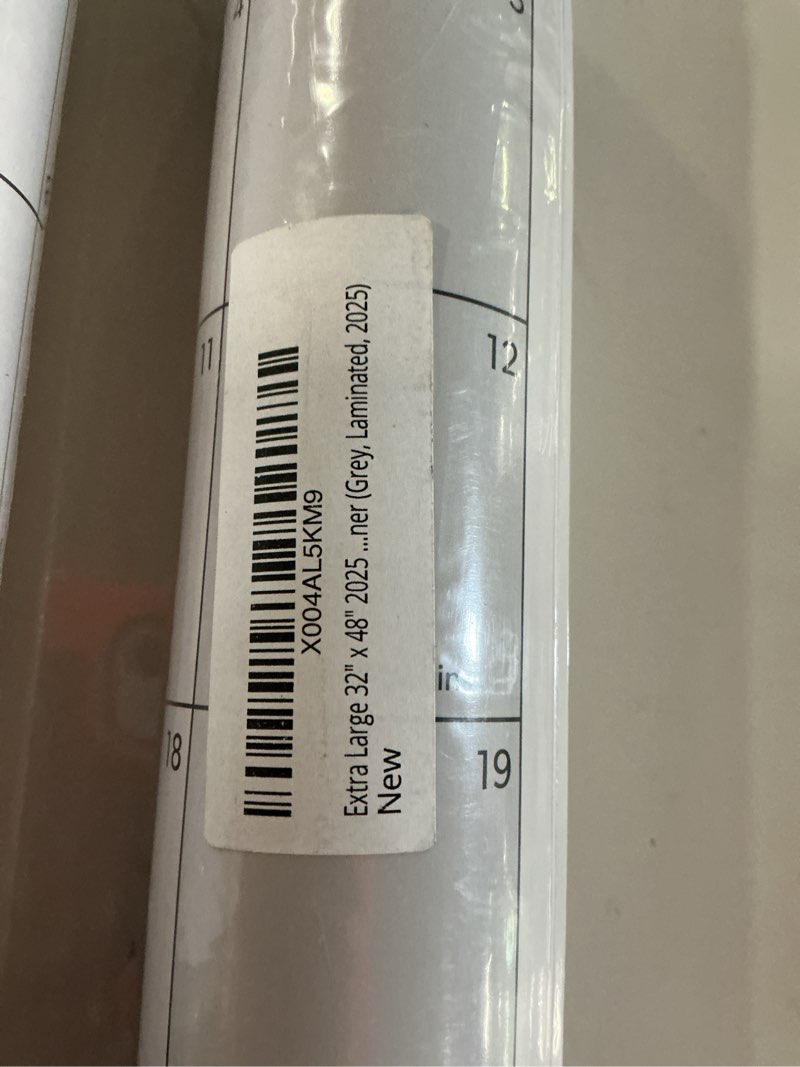 X004AL5KM9
Extra Large 32" x 48" 2025 ...ner (Grey, Laminated, 2025)
New
11
12
18
19